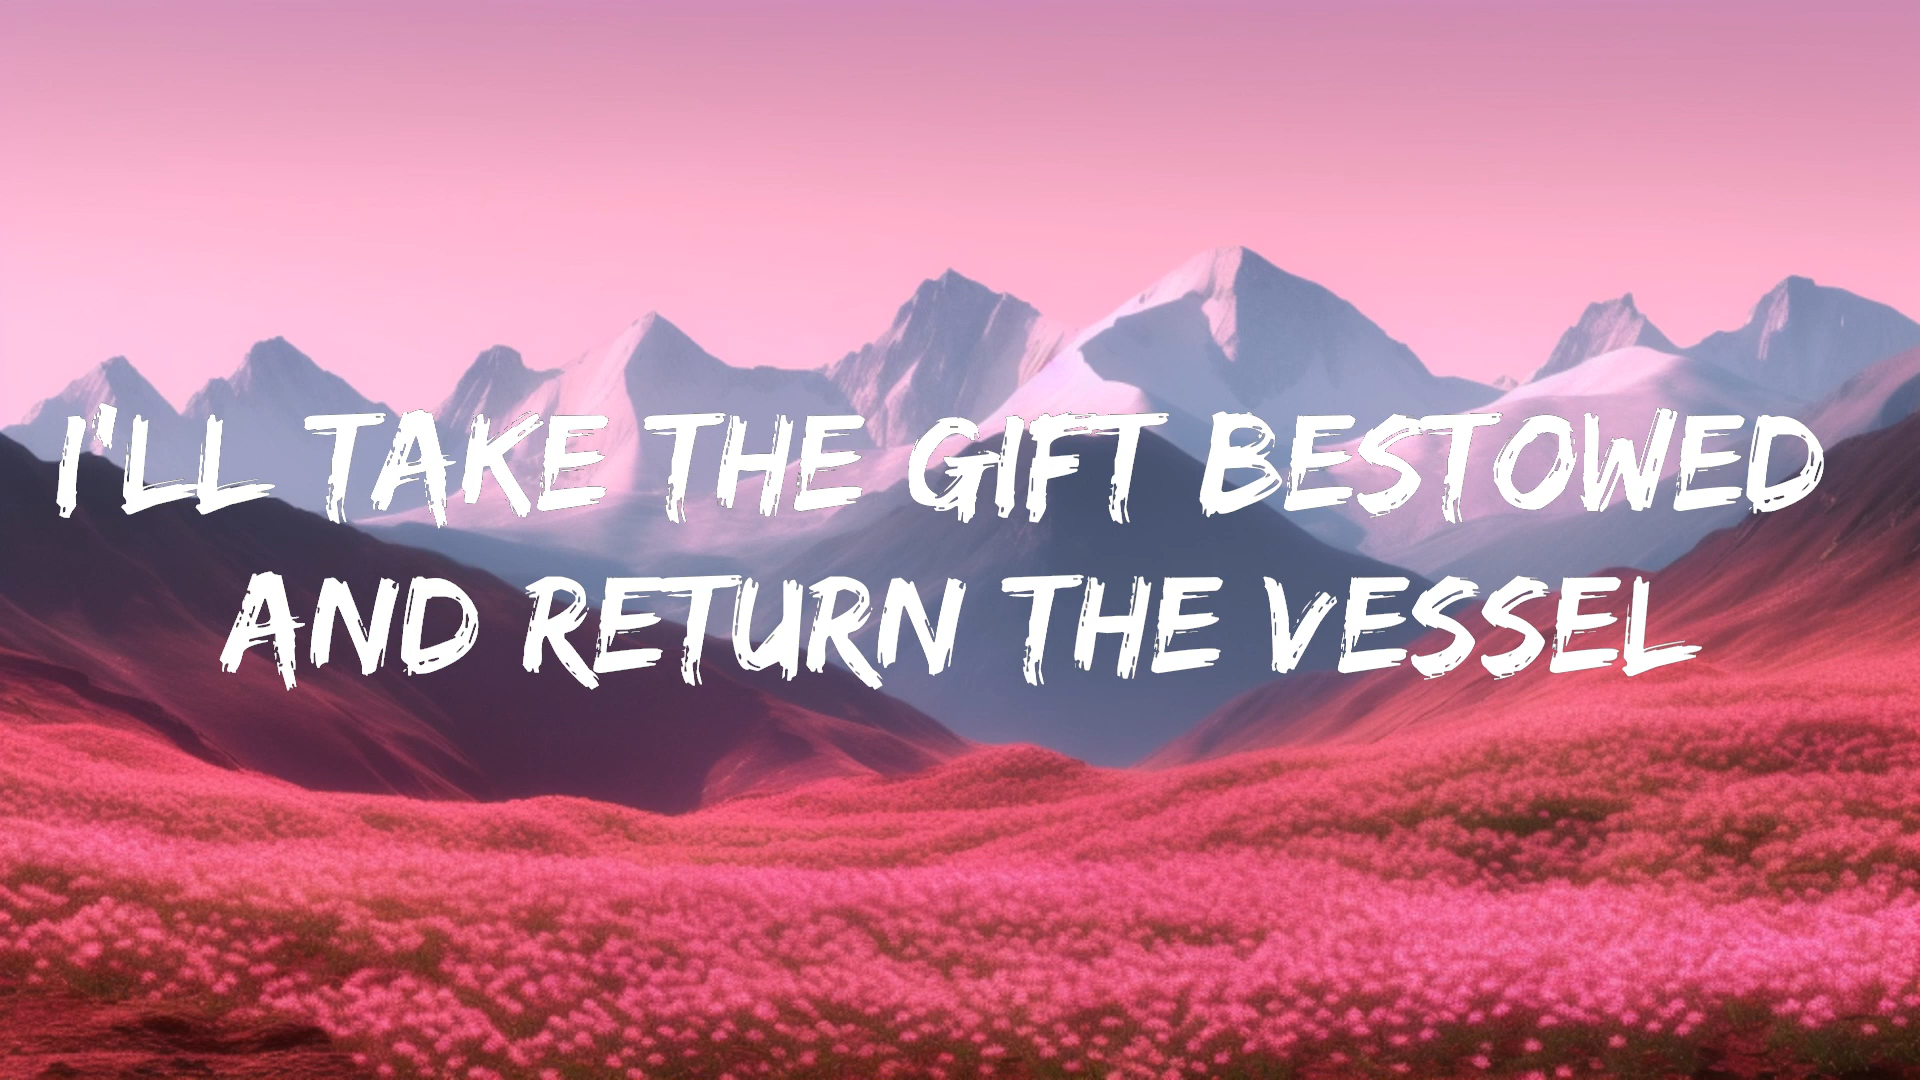 I'LL TAKE THE GIFT BESTOWED
AND RETURN THE VESSEL